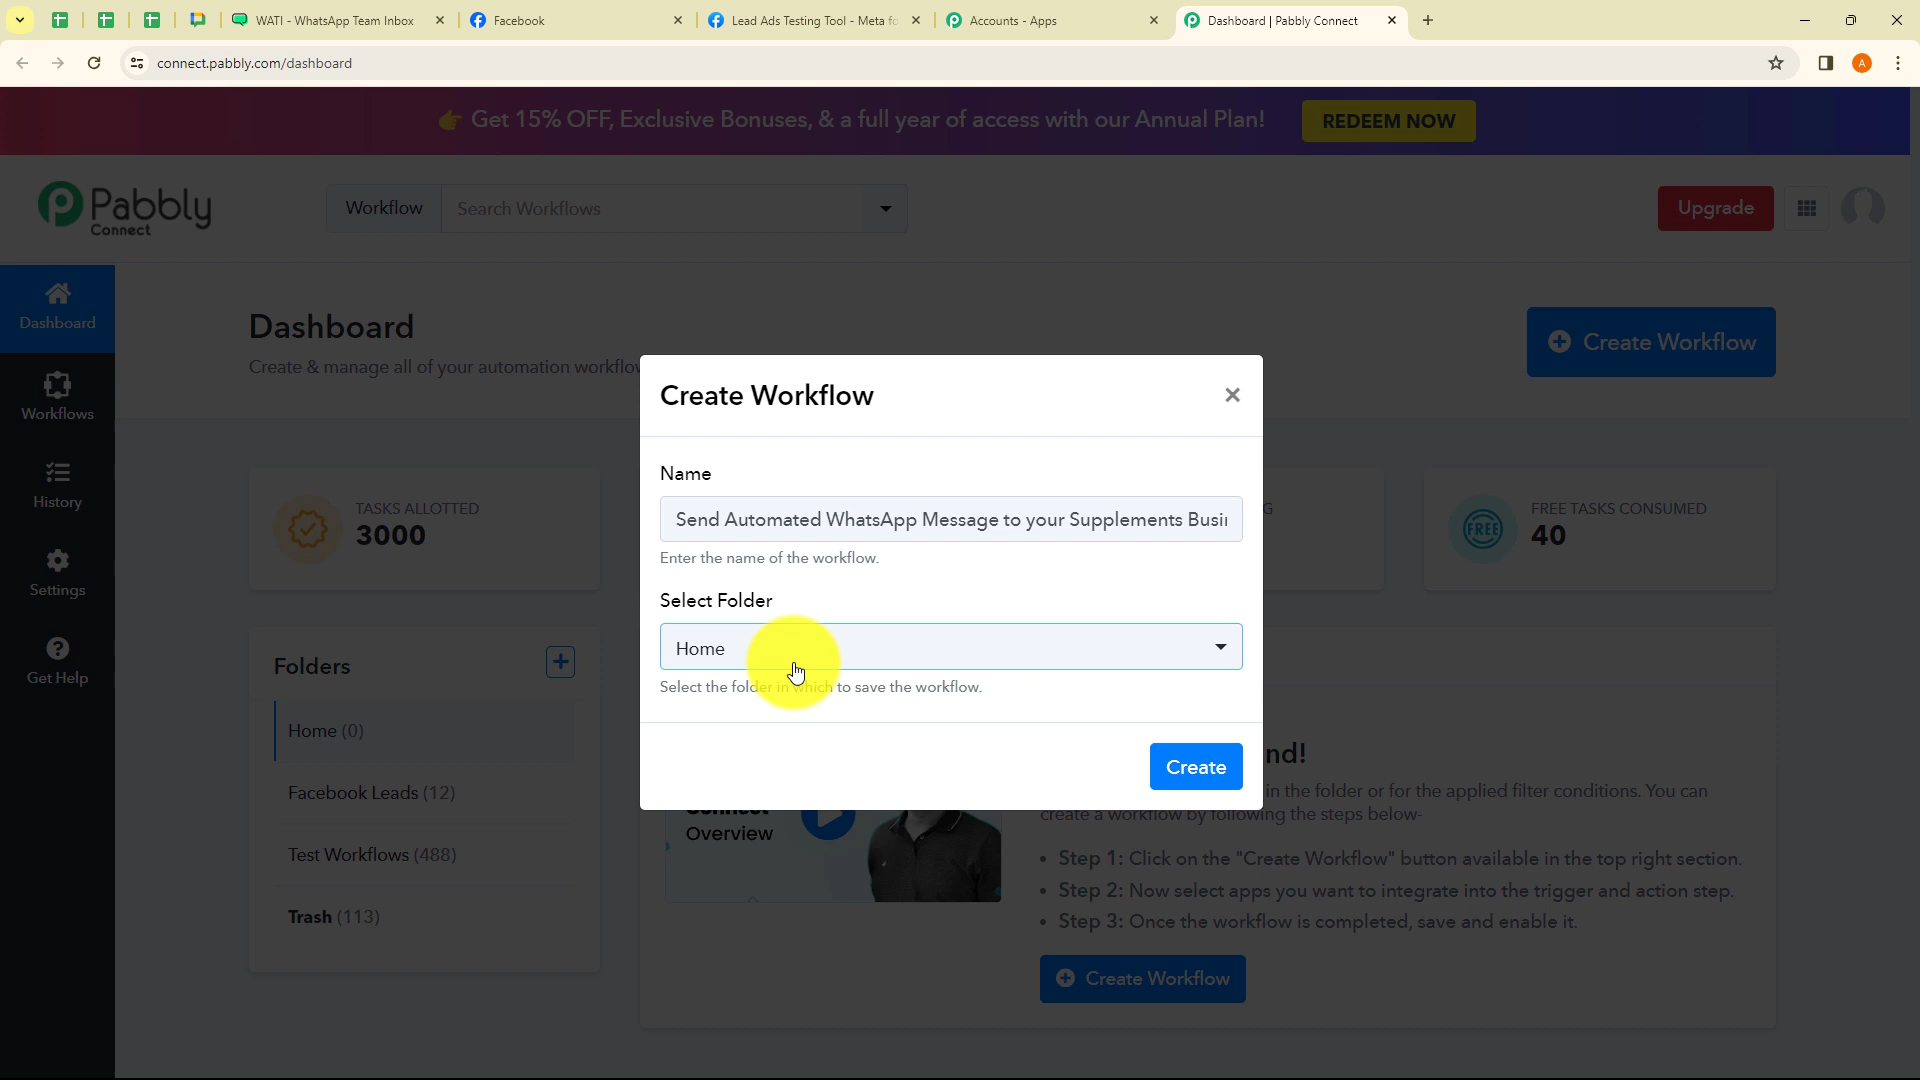 WATI - WhatsApp Team Inbox
Facebook
Lead Ads Testing Tool - Meta fo
Accounts - Apps
Dashboard | Pabbly Connect
connect.pabbly.com/dashboard
A
Get 15% OFF, Exclusive Bonuses, & a full year of access with our Annual Plan!
REDEEM NOW
Pabbly
Connect
Workflow
Search Workflows
Upgrade
Dashboard
Workflows
History
Settings
Get Help
Dashboard
Create & manage all of your automation workflow
Create Workflow
TASKS ALLOTTED
3000
G
FREE
FREE TASKS CONSUMED
40
Create Workflow
Name
Send Automated WhatsApp Message to your Supplements Busin
Enter the name of the workflow.
Select Folder
Home
Select the folder in which to save the workflow.
Create
Folders
Home (0)
Facebook Leads (12)
Test Workflows (488)
Trash (113)
Connect
Overview
nd!
in the folder or for the applied filter conditions. You can
create a workflow by following the steps below-
• Step 1: Click on the "Create Workflow" button available in the top right section.
• Step 2: Now select apps you want to integrate into the trigger and action step.
• Step 3: Once the workflow is completed, save and enable it.
Create Workflow